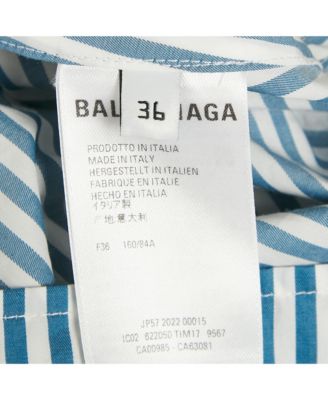 BAL 36 IAGA
PRODOTTO IN ITALIA
MADE IN ITALY
HERGESTELLT IN ITALIEN
FABRIQUE EN ITALIE
HECHO EN ITALIA
イタリア製
产地:意大利
F36 160/84A
JP57 2022 00015
IC02 622050 TIM17 9567
CA00985 - CA63081